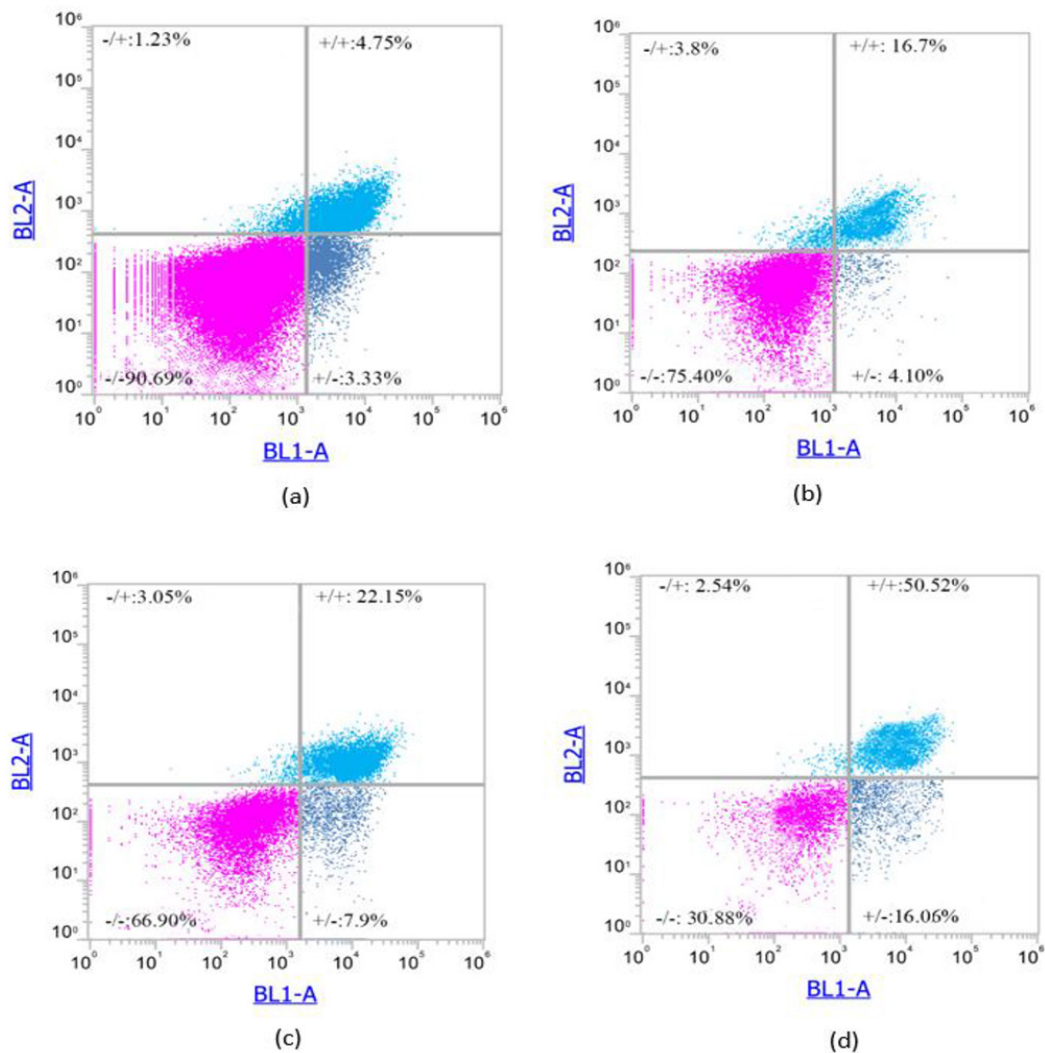 -/+:1.23%
+/+:4.75%
10⁶
10⁵
10⁴
10³
10²
10¹
10⁰
BL2-A
-/-90.69%
+/-:3.33%
10⁰ 10¹ 10² 10³ 10⁴ 10⁵ 10⁶
BL1-A
(a)
-/+:3.8%
+/+: 16.7%
10⁶
10⁵
10⁴
10³
10²
10¹
10⁰
BL2-A
-/-:75.40%
+/-: 4.10%
10⁰ 10¹ 10² 10³ 10⁴ 10⁵ 10⁶
BL1-A
(b)
-/+:3.05%
+/+: 22.15%
10⁶
10⁵
10⁴
10³
10²
10¹
10⁰
BL2-A
-/-:66.90%
+/-:7.9%
10⁰ 10¹ 10² 10³ 10⁴ 10⁵ 10⁶
BL1-A
(c)
-/+: 2.54%
+/+:50.52%
10⁶
10⁵
10⁴
10³
10²
10¹
10⁰
BL2-A
-/-: 30.88%
+/-:16.06%
10⁰ 10¹ 10² 10³ 10⁴ 10⁵ 10⁶
BL1-A
(d)